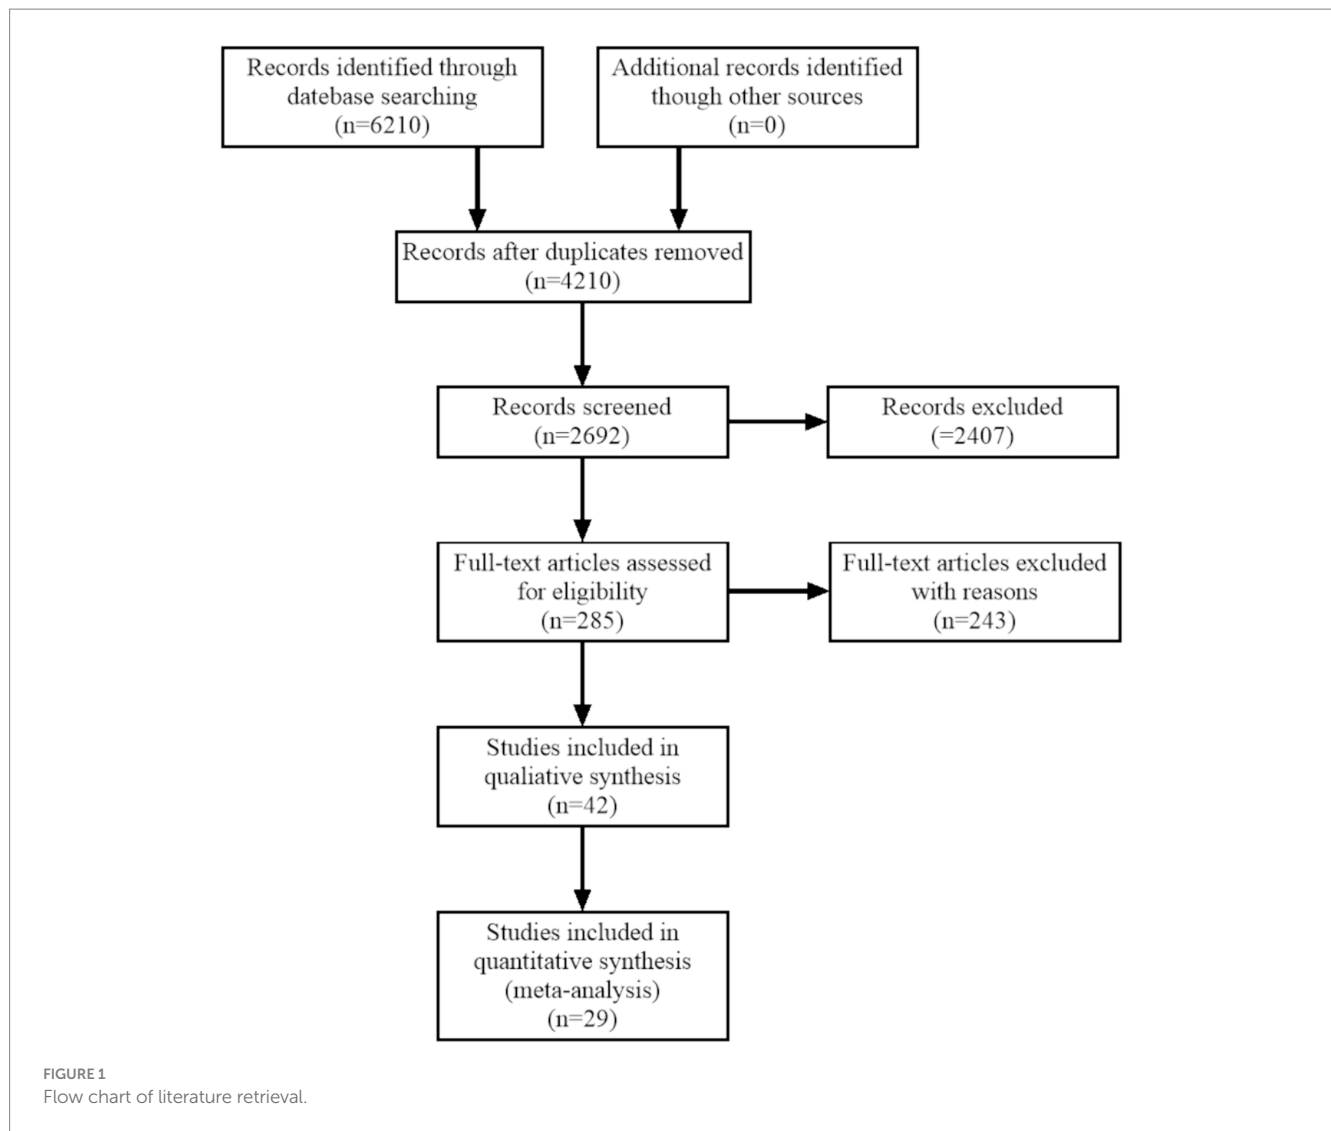 Records identified through
datebase searching
(n=6210)
Additional records identified
though other sources
(n=0)
Records after duplicates removed
(n=4210)
Records screened
(n=2692)
Records excluded
(=2407)
Full-text articles assessed
for eligibility
(n=285)
Full-text articles excluded
with reasons
(n=243)
Studies included in
qualiative synthesis
(n=42)
Studies included in
quantitative synthesis
(meta-analysis)
(n=29)
FIGURE 1
Flow chart of literature retrieval.